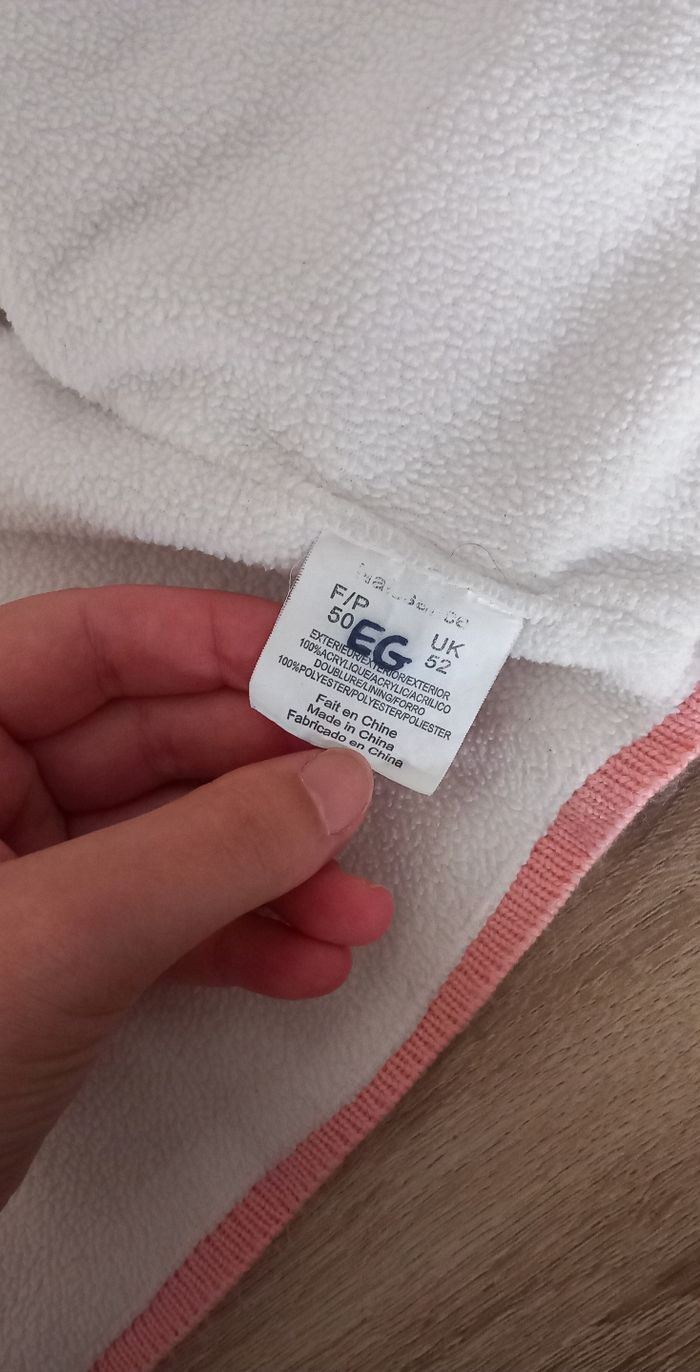 F/P
50
UK
52
EG
EXTERIEUR/EXTERIOR/EXTERIOR
100%ACRYLIQUE/ACRYLIC/ACRILICO
DOUBLURE/LINING/FORRO
100%POLYESTER/POLYESTER/POLIESTER
Fait en Chine
Made in China
Fabricado en China